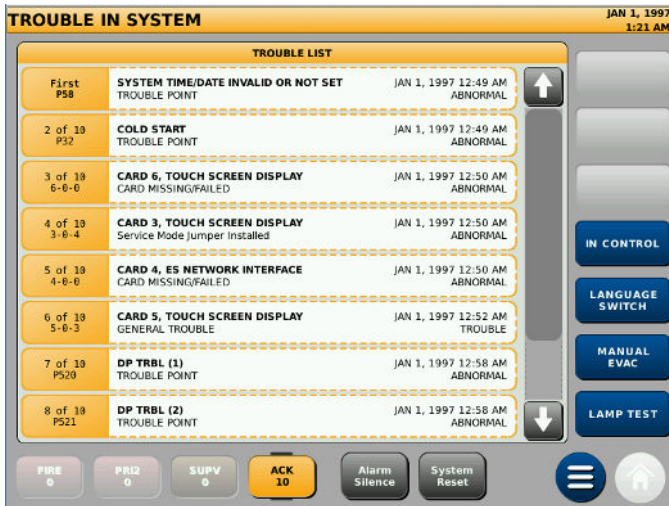 TROUBLE IN SYSTEM
JAN 1, 1997
1:21 AM
TROUBLE LIST
First
P58
SYSTEM TIME/DATE INVALID OR NOT SET
TROUBLE POINT
JAN 1, 1997 12:49 AM
ABNORMAL
2 of 10
P32
COLD START
TROUBLE POINT
JAN 1, 1997 12:49 AM
ABNORMAL
3 of 10
6-0-0
CARD 6, TOUCH SCREEN DISPLAY
CARD MISSING/FAILED
JAN 1, 1997 12:50 AM
ABNORMAL
4 of 10
3-0-4
CARD 3, TOUCH SCREEN DISPLAY
Service Mode Jumper Installed
JAN 1, 1997 12:50 AM
ABNORMAL
5 of 10
4-0-0
CARD 4, ES NETWORK INTERFACE
CARD MISSING/FAILED
JAN 1, 1997 12:50 AM
ABNORMAL
6 of 10
5-0-3
CARD 5, TOUCH SCREEN DISPLAY
GENERAL TROUBLE
JAN 1, 1997 12:52 AM
TROUBLE
7 of 10
P520
DP TRBL (1)
TROUBLE POINT
JAN 1, 1997 12:58 AM
ABNORMAL
8 of 10
P521
DP TRBL (2)
TROUBLE POINT
JAN 1, 1997 12:58 AM
ABNORMAL
IN CONTROL
LANGUAGE
SWITCH
MANUAL
EVAC
LAMP TEST
FIRE
0
PRI2
0
SUPV
0
ACK
10
Alarm
Silence
System
Reset